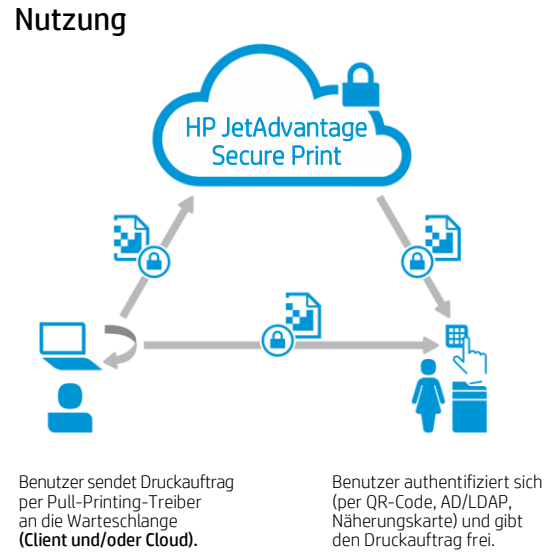 Nutzung
HP JetAdvantage
Secure Print
Benutzer sendet Druckauftrag
per Pull-Printing-Treiber
an die Warteschlange
(Client und/oder Cloud).
Benutzer authentifiziert sich
(per QR-Code, AD/LDAP,
Näherungskarte) und gibt
den Druckauftrag frei.